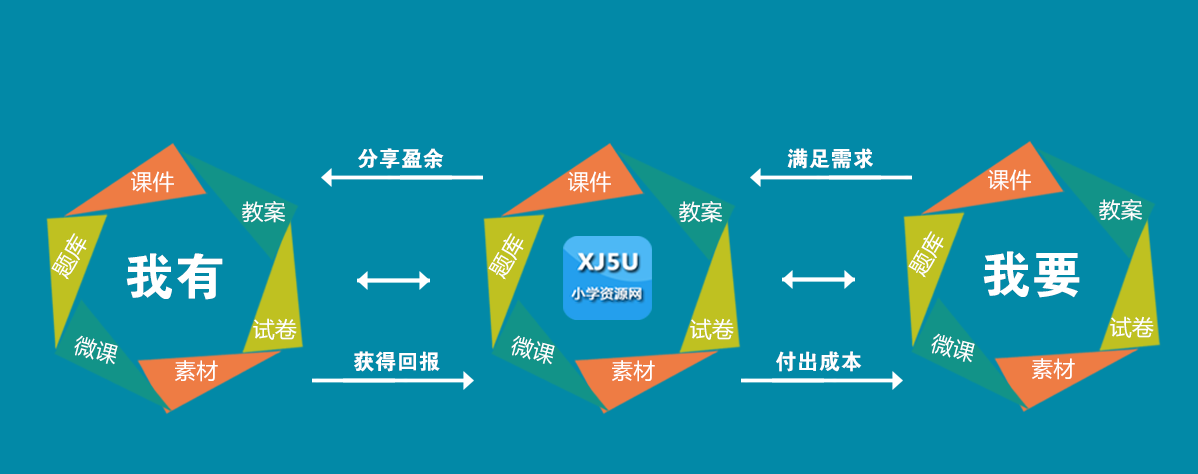 分享盈余
满足需求
课件
教案
题库
我有
试卷
微课
素材
课件
教案
题库
XJ5U
小学资源网
试卷
微课
素材
课件
教案
题库
我要
试卷
微课
素材
获得回报
付出成本